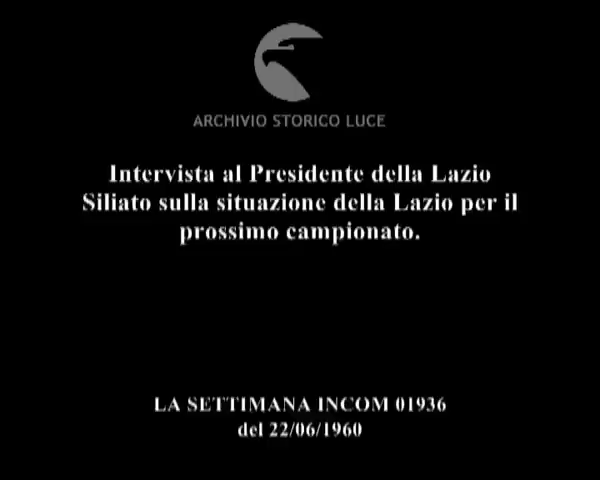 ARCHIVIO STORICO LUCE
Intervista al Presidente della Lazio
Siliato sulla situazione della Lazio per il
prossimo campionato.
LA SETTIMANA INCOM 01936
del 22/06/1960